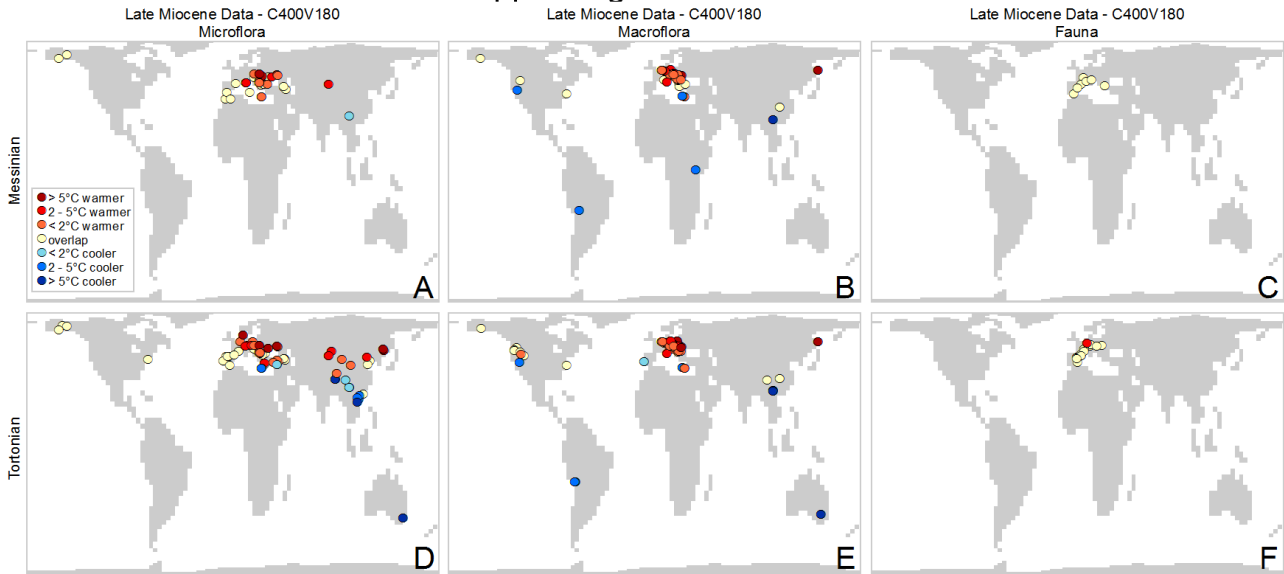 Late Miocene Data - C400V180
Microflora
Late Miocene Data - C400V180
Macroflora
Late Miocene Data - C400V180
Fauna
Messinian
> 5°C warmer
2 - 5°C warmer
< 2°C warmer
overlap
< 2°C cooler
2 - 5°C cooler
> 5°C cooler
A
B
C
Tortonian
D
E
F